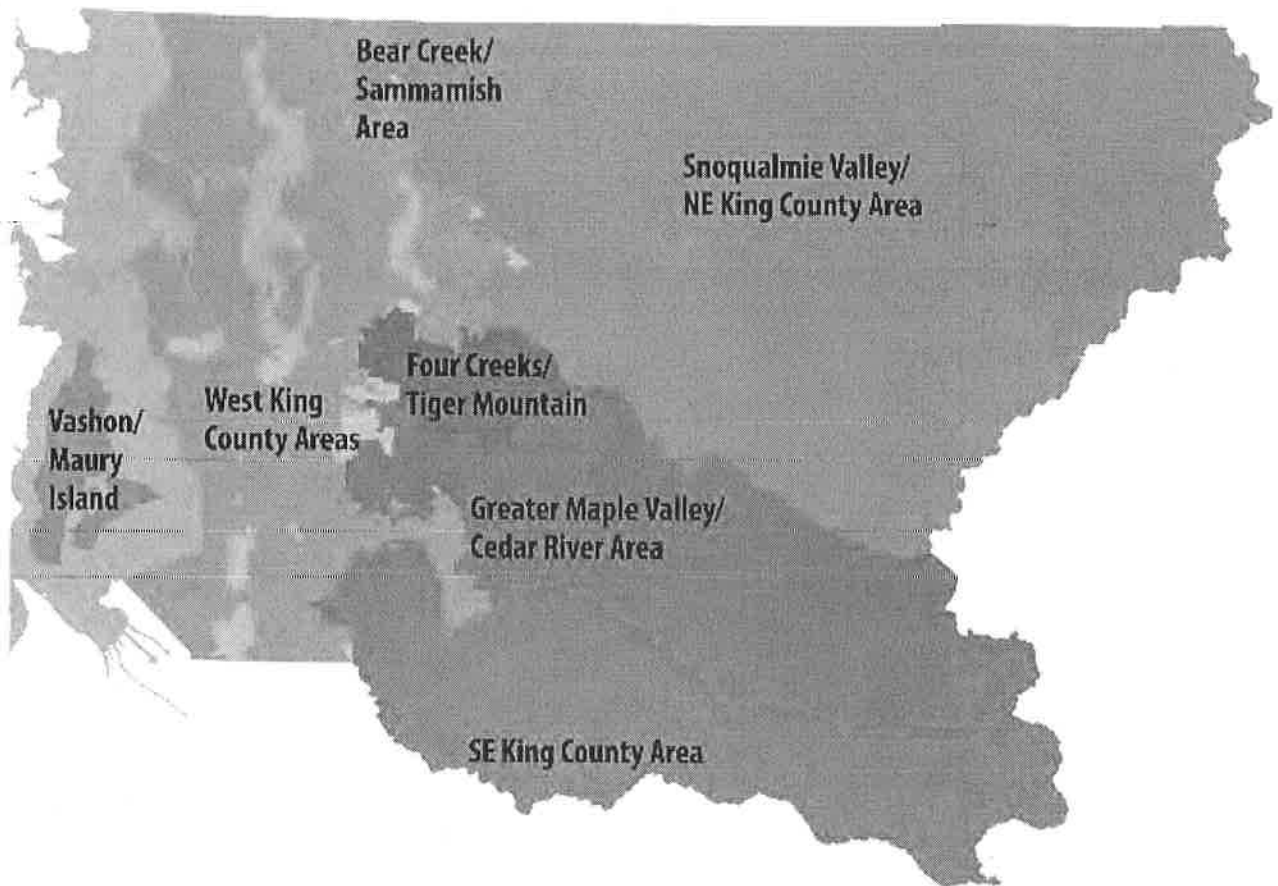 Bear Creek/
Sammamish
Area
Snoqualmie Valley/
NE King County Area
Four Creeks/
Tiger Mountain
West King
County Areas
Vashon/
Maury
Island
Greater Maple Valley/
Cedar River Area
SE King County Area